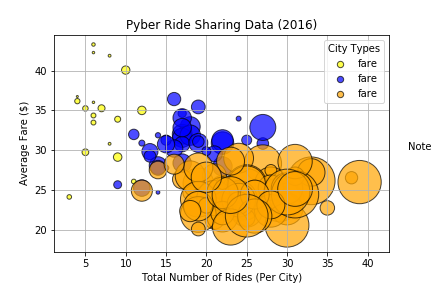 Pyber Ride Sharing Data (2016)
City Types
fare
fare
fare
Note
Average Fare ($)
40
35
30
25
20
5 10 15 20 25 30 35 40
Total Number of Rides (Per City)